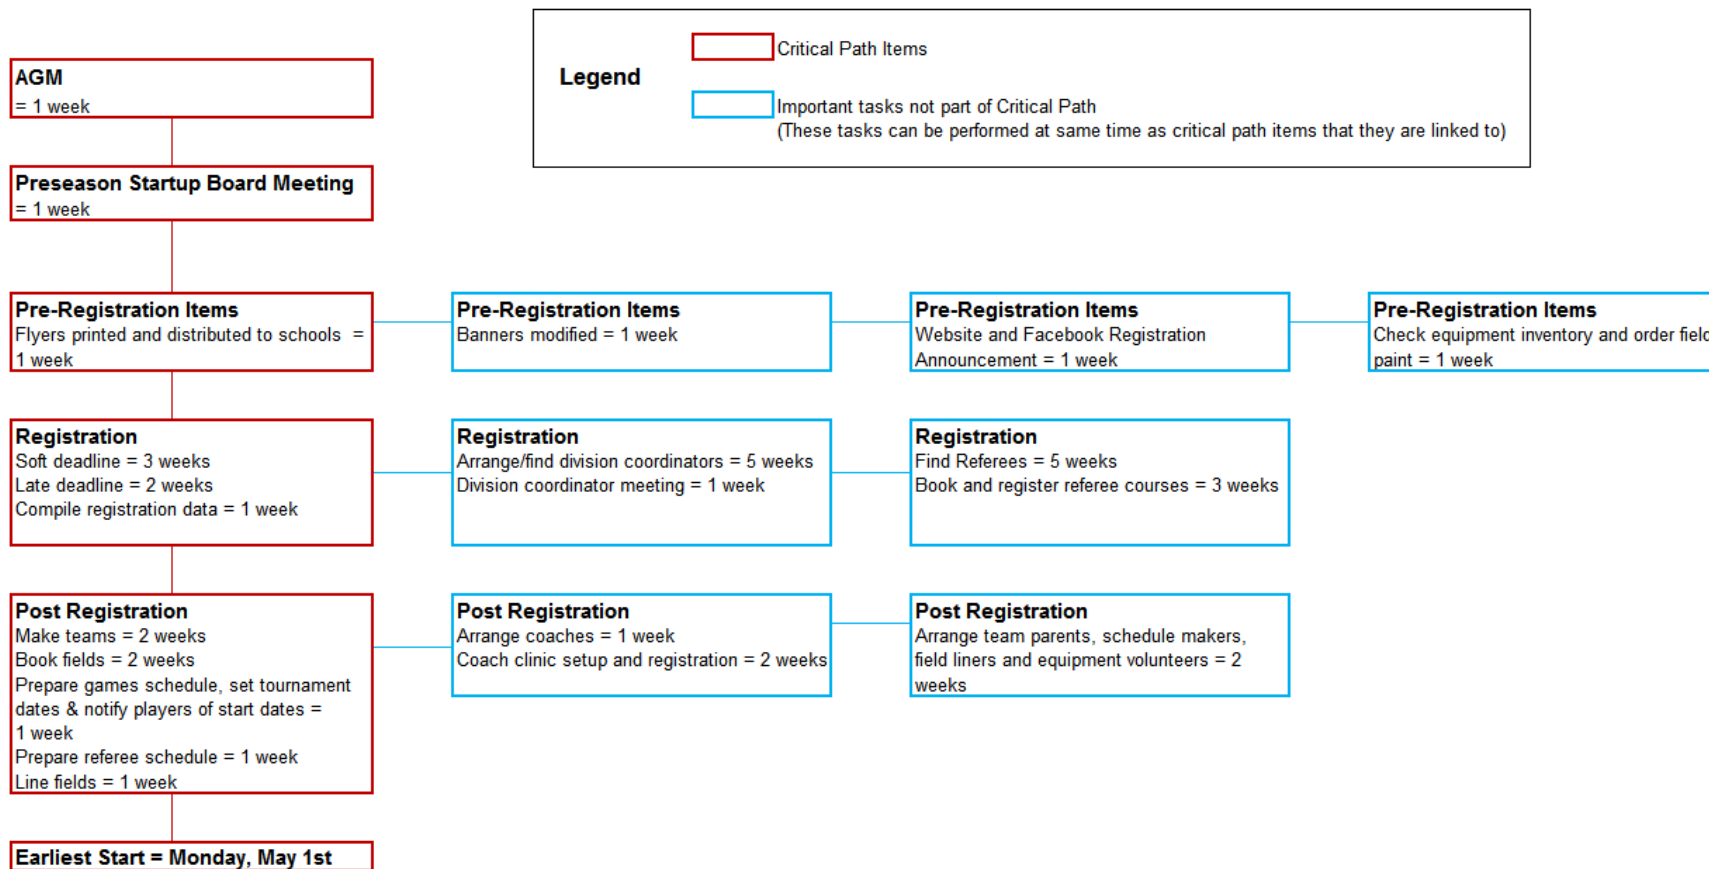 Legend
Critical Path Items
Important tasks not part of Critical Path
(These tasks can be performed at same time as critical path items that they are linked to)
AGM
= 1 week
Preseason Startup Board Meeting
= 1 week
Pre-Registration Items
Flyers printed and distributed to schools =
1 week
Pre-Registration Items
Banners modified = 1 week
Pre-Registration Items
Website and Facebook Registration
Announcement = 1 week
Pre-Registration Items
Check equipment inventory and order field
paint = 1 week
Registration
Soft deadline = 3 weeks
Late deadline = 2 weeks
Compile registration data = 1 week
Registration
Arrange/find division coordinators = 5 weeks
Division coordinator meeting = 1 week
Registration
Find Referees = 5 weeks
Book and register referee courses = 3 weeks
Post Registration
Make teams = 2 weeks
Book fields = 2 weeks
Prepare games schedule, set tournament
dates & notify players of start dates =
1 week
Prepare referee schedule = 1 week
Line fields = 1 week
Post Registration
Arrange coaches = 1 week
Coach clinic setup and registration = 2 weeks
Post Registration
Arrange team parents, schedule makers,
field liners and equipment volunteers = 2
weeks
Earliest Start = Monday, May 1st